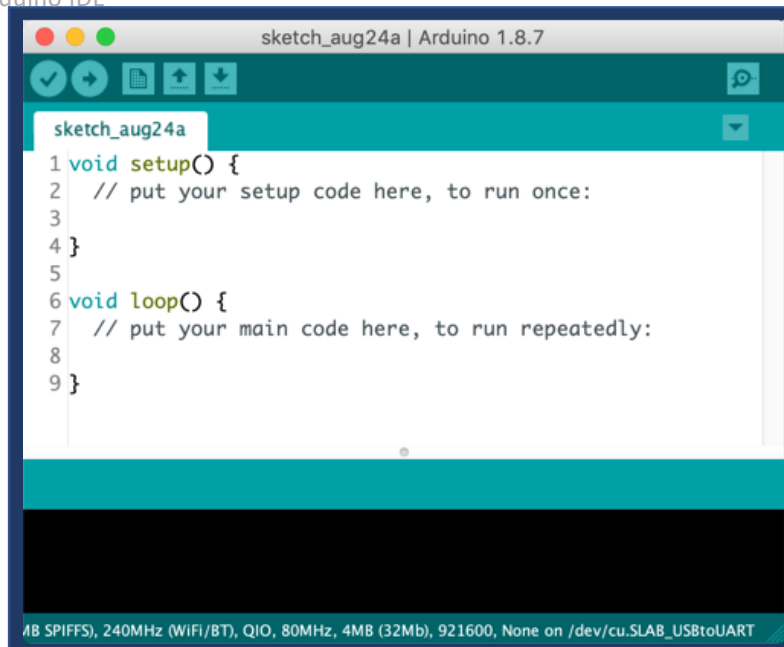 sketch_aug24a | Arduino 1.8.7
sketch_aug24a
1 void setup() {
2 // put your setup code here, to run once:
3
4 }
5
6 void loop() {
7 // put your main code here, to run repeatedly:
8
9 }
SPIFFS), 240MHz (WiFi/BT), QIO, 80MHz, 4MB (32Mb), 921600, None on /dev/cu.SLAB_USBtoUART